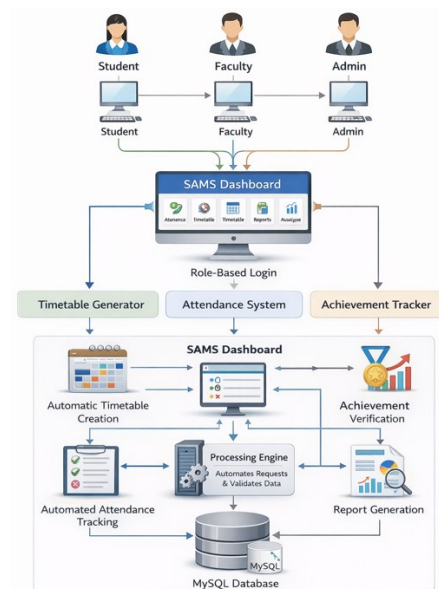 Student Faculty Admin
Student Faculty Admin
SAMS Dashboard
Timetable Timetable Reports
Role-Based Login
Timetable Generator Attendance System Achievement Tracker
SAMS Dashboard
Automatic Timetable
Creation
Achievement
Verification
Processing Engine
Automates Requests
& Validates Data
Automated Attendance
Tracking
Report Generation
MySQL
MySQL Database